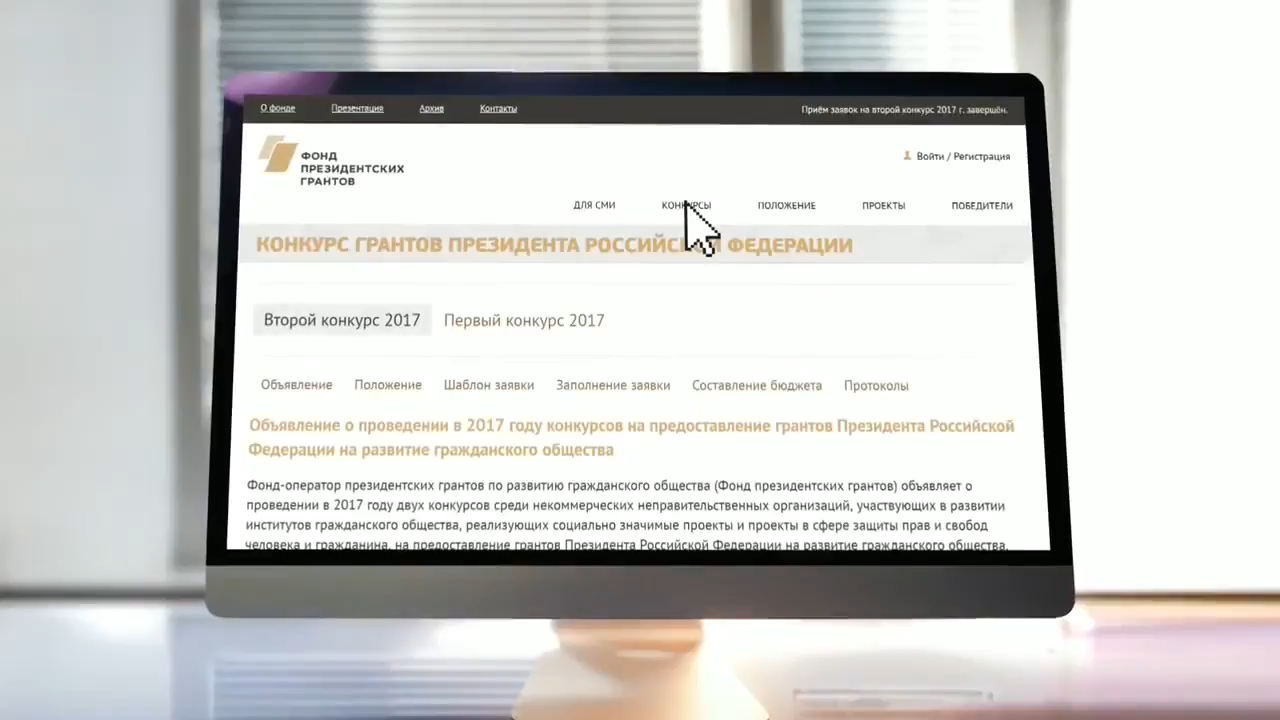 О фонде Презентация Архив Контакты Приём заявок на второй конкурс 2017 г. завершён.
ФОНД
ПРЕЗИДЕНТСКИХ
ГРАНТОВ
Войти / Регистрация
ДЛЯ СМИ КОНКУРСЫ ПОЛОЖЕНИЕ ПРОЕКТЫ ПОБЕДИТЕЛИ
КОНКУРС ГРАНТОВ ПРЕЗИДЕНТА РОССИЙСКОЙ ФЕДЕРАЦИИ
Второй конкурс 2017 Первый конкурс 2017
Объявление Положение Шаблон заявки Заполнение заявки Составление бюджета Протоколы
Объявление о проведении в 2017 году конкурсов на предоставление грантов Президента Российской
Федерации на развитие гражданского общества
Фонд-оператор президентских грантов по развитию гражданского общества (Фонд президентских грантов) объявляет о
проведении в 2017 году двух конкурсов среди некоммерческих неправительственных организаций, участвующих в развитии
институтов гражданского общества, реализующих социально значимые проекты и проекты в сфере защиты прав и свобод
человека и гражданина, на предоставление грантов Президента Российской Федерации на развитие гражданского общества.